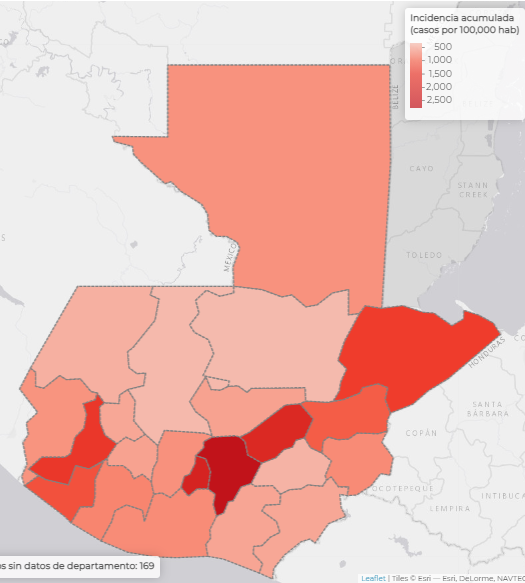 Incidencia acumulada
(casos por 100,000 hab)
500
1,000
1,500
2,000
2,500
BELIZE
CAYO
STANN
CREEK
TOLEDO
MÉXICO
HONDURAS
SANTA
BÁRBARA
COPÁN
OCOTEPEQUE
LEMPIRA
INTIBUCA
s sin datos de departamento: 169
Leaflet | Tiles © Esri — Esri, DeLorme, NAVTEQ